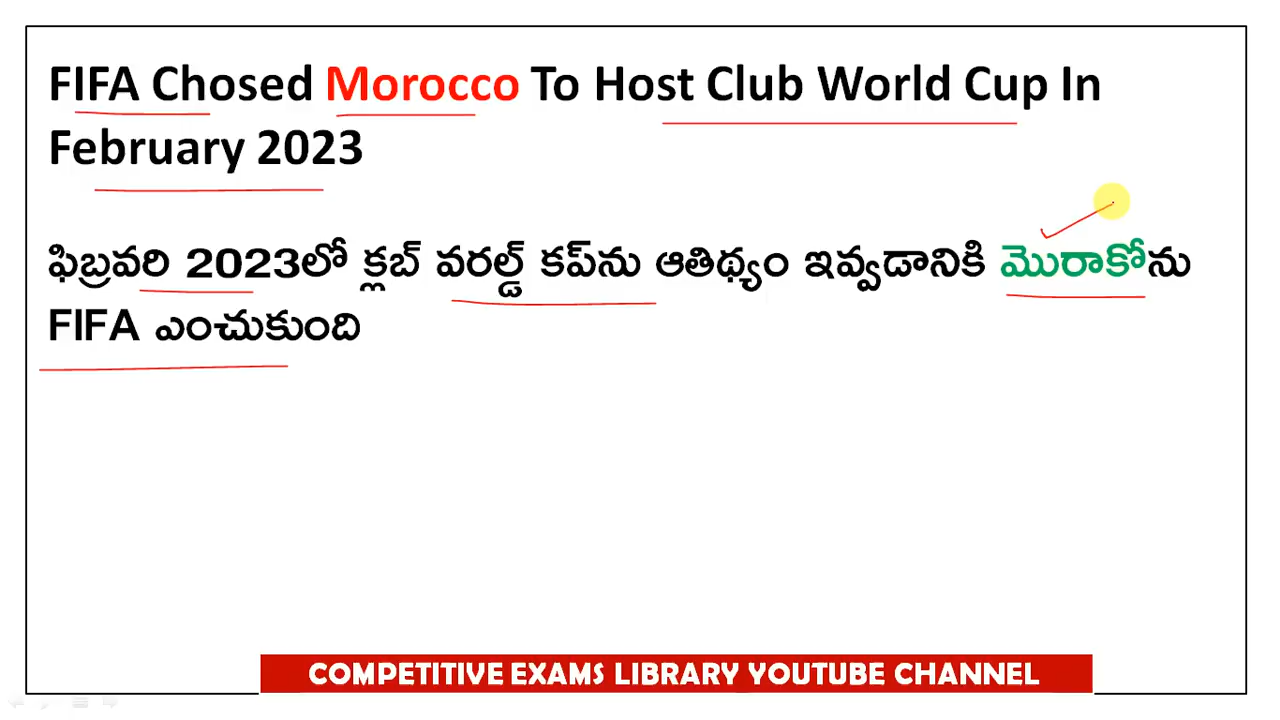 FIFA Chosed Morocco To Host Club World Cup In
February 2023
ఫిబ్రవరి 2023లో క్లబ్ వరల్డ్ కప్‌ను ఆతిథ్యం ఇవ్వడానికి మొరాకోను
FIFA ఎంచుకుంది
COMPETITIVE EXAMS LIBRARY YOUTUBE CHANNEL